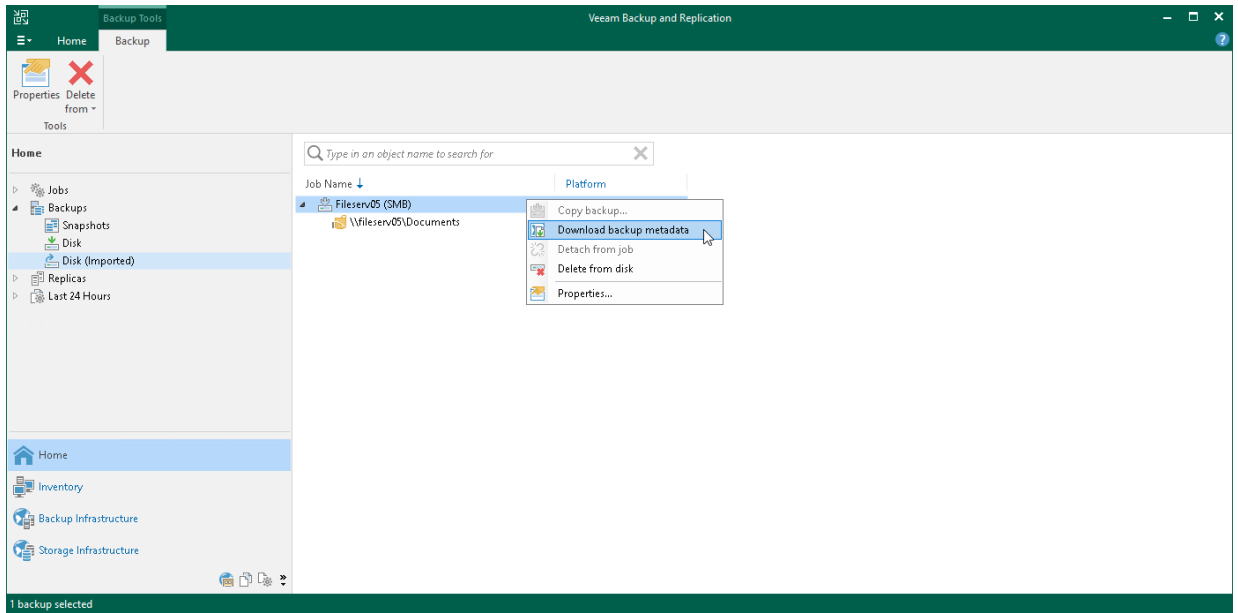 Backup Tools
Veeam Backup and Replication
Home
Backup
?
Properties
Delete
from
Tools
Home
Jobs
Backups
Snapshots
Disk
Disk (Imported)
Replicas
Last 24 Hours
Home
Inventory
Backup Infrastructure
Storage Infrastructure
Type in an object name to search for
Job Name
Platform
Fileserv05 (SMB)
\\fileserv05\Documents
Copy backup...
Download backup metadata
Detach from job
Delete from disk
Properties...
1 backup selected